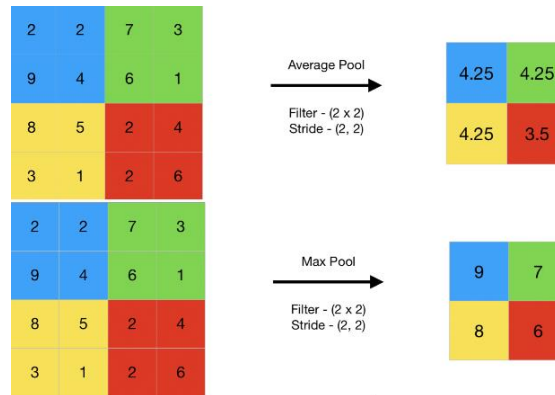 2 2 7 3
9 4 6 1
8 5 2 4
3 1 2 6
Average Pool
Filter - (2 x 2)
Stride - (2, 2)
4.25 4.25
4.25 3.5
2 2 7 3
9 4 6 1
8 5 2 4
3 1 2 6
Max Pool
Filter - (2 x 2)
Stride - (2, 2)
9 7
8 6